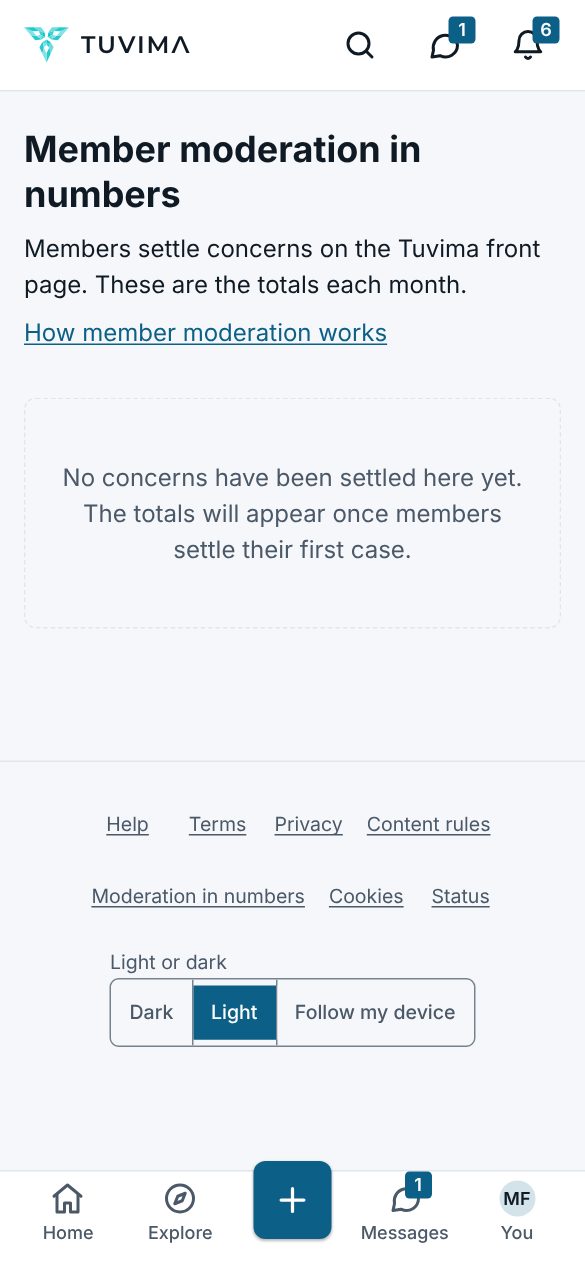 TUVIMA
1
6
Member moderation in
numbers
Members settle concerns on the Tuvima front
page. These are the totals each month.
How member moderation works
No concerns have been settled here yet.
The totals will appear once members
settle their first case.
Help Terms Privacy Content rules
Moderation in numbers Cookies Status
Light or dark
Dark Light Follow my device
1
MF
Home Explore Messages You